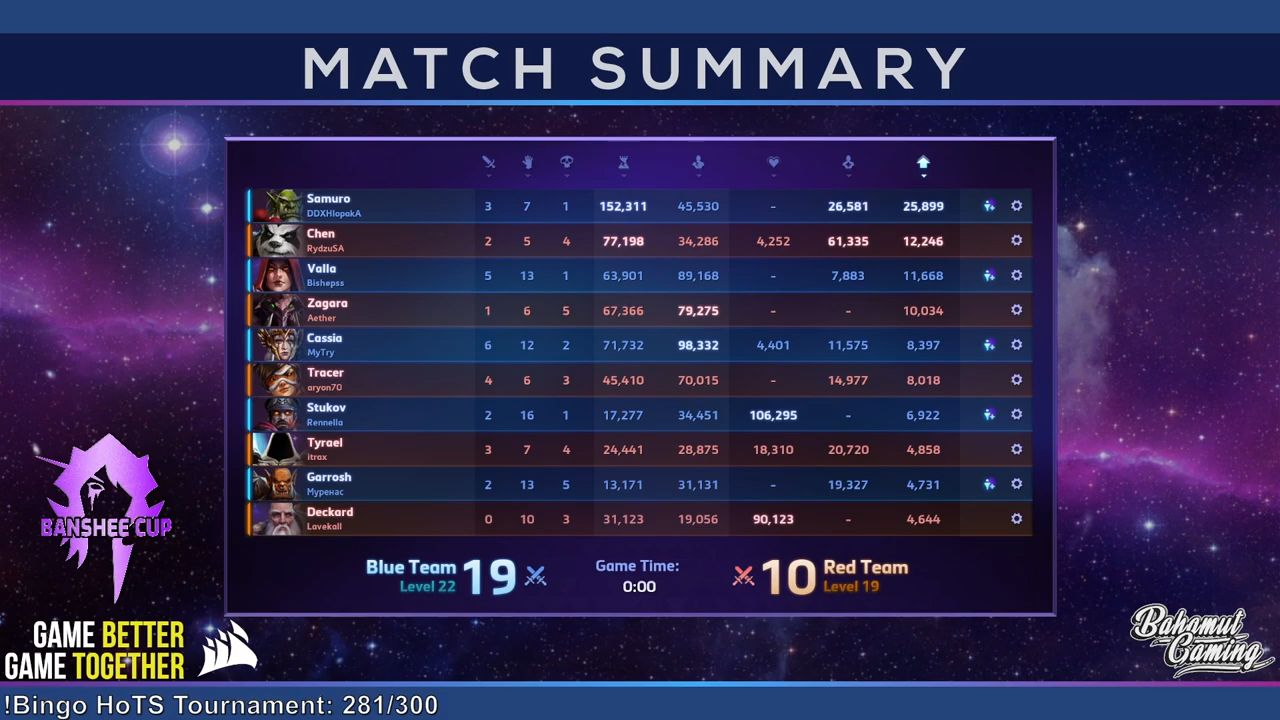 MATCH SUMMARY
Samuro
DDXHlopakA
3 7 1 152,311 45,530 - 26,581 25,899
Chen
RydzuSA
2 5 4 77,198 34,286 4,252 61,335 12,246
Valla
Bishepss
5 13 1 63,901 89,168 - 7,883 11,668
Zagara
Aether
1 6 5 67,366 79,275 - - 10,034
Cassia
MyTry
6 12 2 71,732 98,332 4,401 11,575 8,397
Tracer
aryon70
4 6 3 45,410 70,015 - 14,977 8,018
Stukov
Rennella
2 16 1 17,277 34,451 106,295 - 6,922
Tyrael
itrax
3 7 4 24,441 28,875 18,310 20,720 4,858
Garrosh
Муренас
2 13 5 13,171 31,131 - 19,327 4,731
Deckard
Lavekall
0 10 3 31,123 19,056 90,123 - 4,644
Blue Team
Level 22
19
Game Time:
0:00
10
Red Team
Level 19
BANSHEE CUP
GAME BETTER
GAME TOGETHER
Bahamut
Gaming
!Bingo HoTS Tournament: 281/300